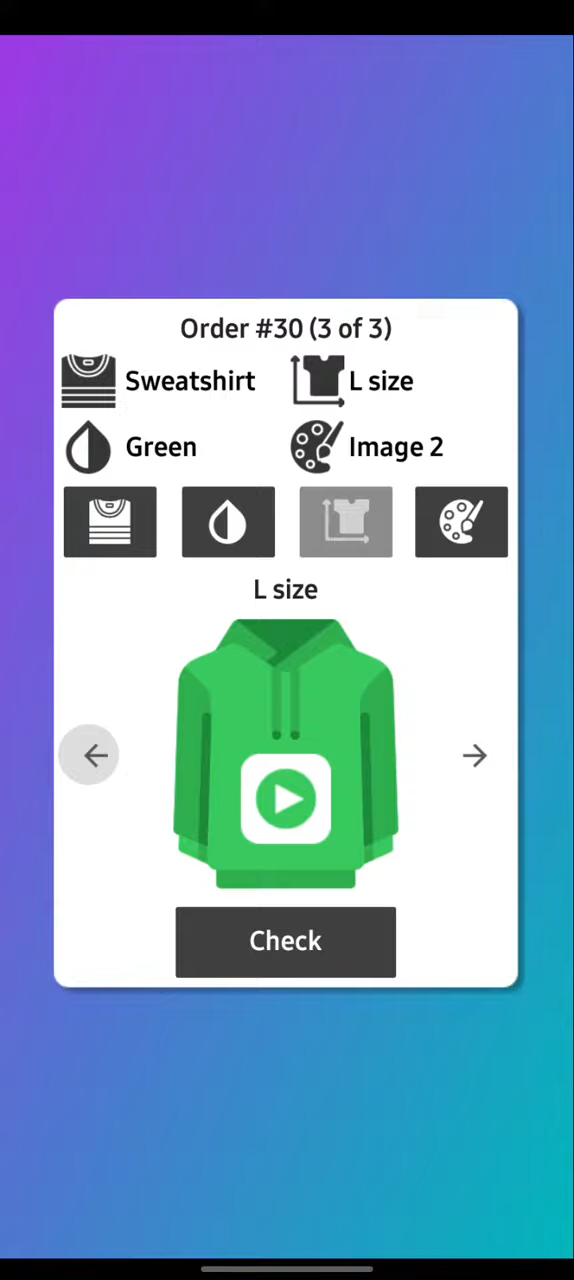 Order #30 (3 of 3)
Sweatshirt
L size
Green
Image 2
L size
Check